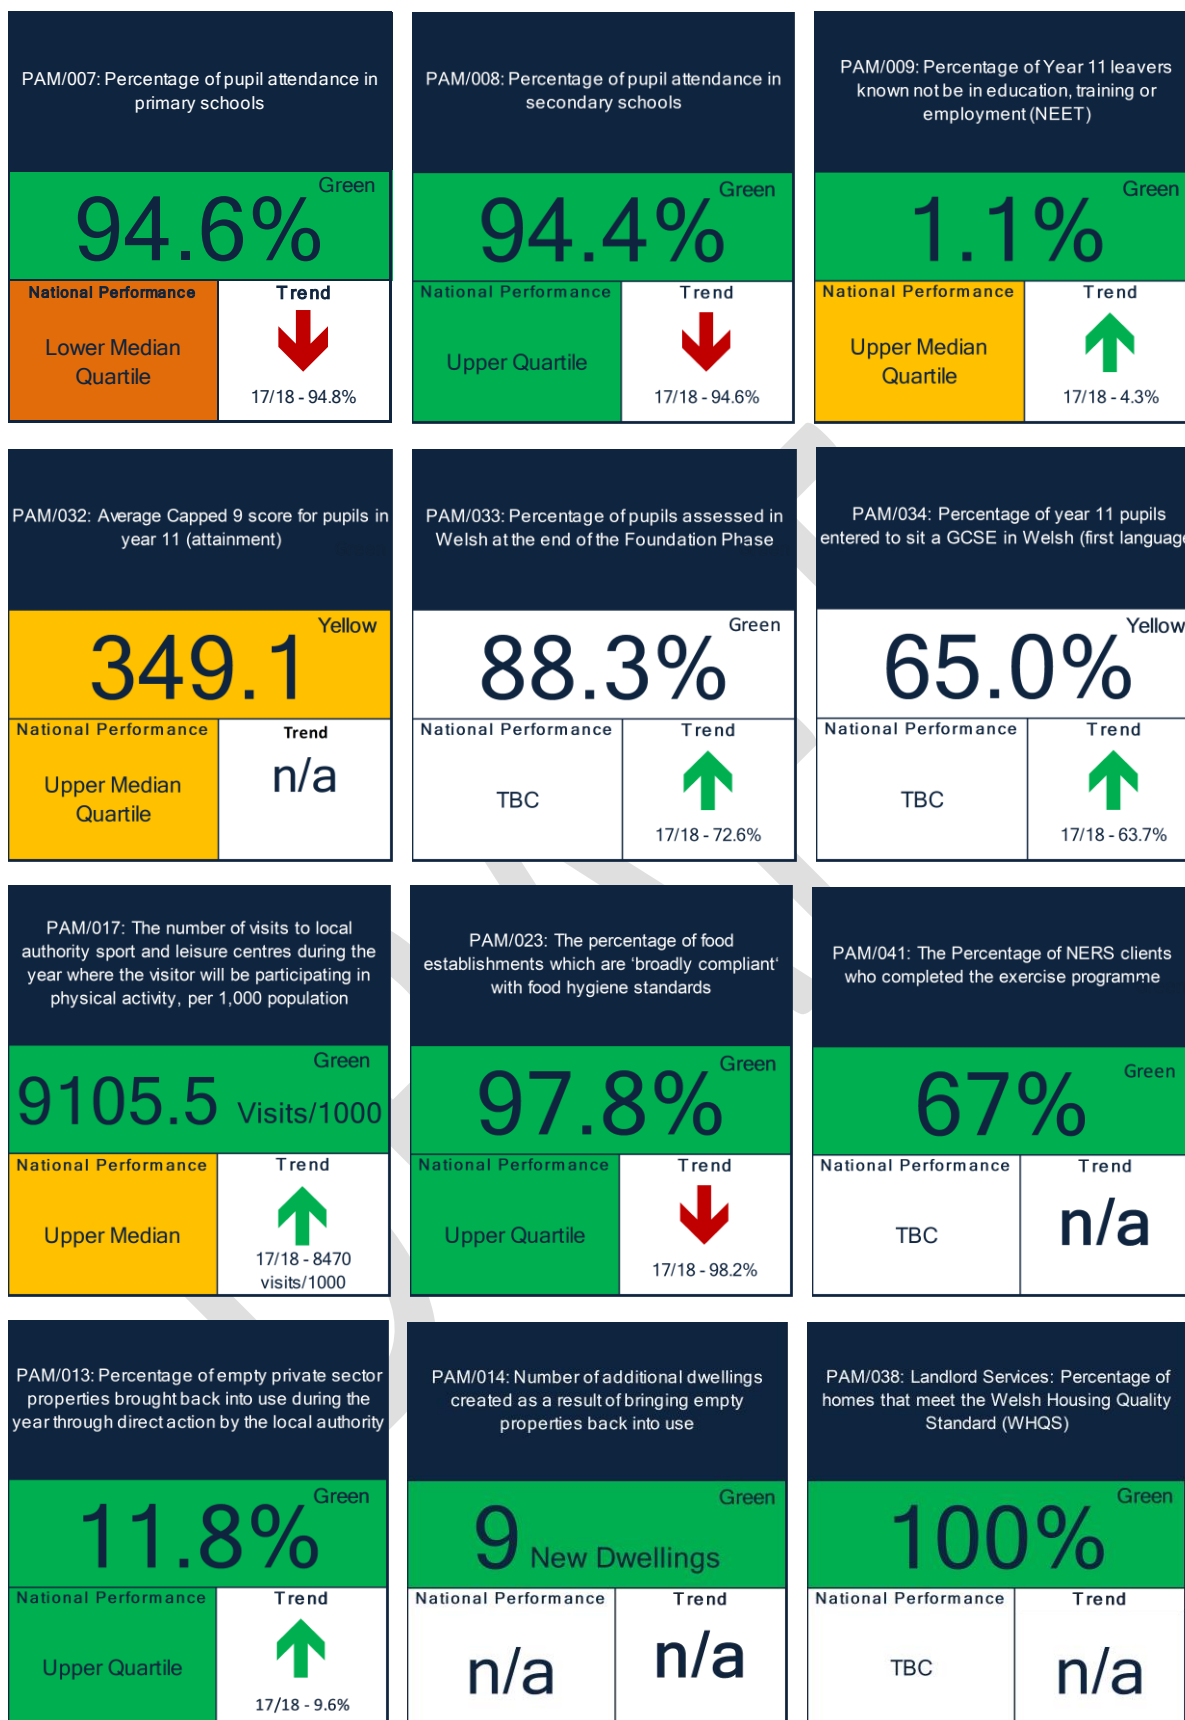 PAM/007: Percentage of pupil attendance in
primary schools
Green
94.6%
National Performance
Lower Median
Quartile
Trend
17/18 - 94.8%
PAM/008: Percentage of pupil attendance in
secondary schools
Green
94.4%
National Performance
Upper Quartile
Trend
17/18 - 94.6%
PAM/009: Percentage of Year 11 leavers
known not be in education, training or
employment (NEET)
Green
1.1%
National Performance
Upper Median
Quartile
Trend
17/18 - 4.3%
PAM/032: Average Capped 9 score for pupils in
year 11 (attainment)
Yellow
349.1
National Performance
Upper Median
Quartile
Trend
n/a
PAM/033: Percentage of pupils assessed in
Welsh at the end of the Foundation Phase
Green
88.3%
National Performance
TBC
Trend
17/18 - 72.6%
PAM/034: Percentage of year 11 pupils
entered to sit a GCSE in Welsh (first language
Yellow
65.0%
National Performance
TBC
Trend
17/18 - 63.7%
PAM/017: The number of visits to local
authority sport and leisure centres during the
year where the visitor will be participating in
physical activity, per 1,000 population
Green
9105.5 Visits/1000
National Performance
Upper Median
Trend
17/18 - 8470
visits/1000
PAM/023: The percentage of food
establishments which are ‘broadly compliant‘
with food hygiene standards
Green
97.8%
National Performance
Upper Quartile
Trend
17/18 - 98.2%
PAM/041: The Percentage of NERS clients
who completed the exercise programme
Green
67%
National Performance
TBC
Trend
n/a
PAM/013: Percentage of empty private sector
properties brought back into use during the
year through direct action by the local authority
Green
11.8%
National Performance
Upper Quartile
Trend
17/18 - 9.6%
PAM/014: Number of additional dwellings
created as a result of bringing empty
properties back into use
Green
9 New Dwellings
National Performance
n/a
Trend
n/a
PAM/038: Landlord Services: Percentage of
homes that meet the Welsh Housing Quality
Standard (WHQS)
Green
100%
National Performance
TBC
Trend
n/a